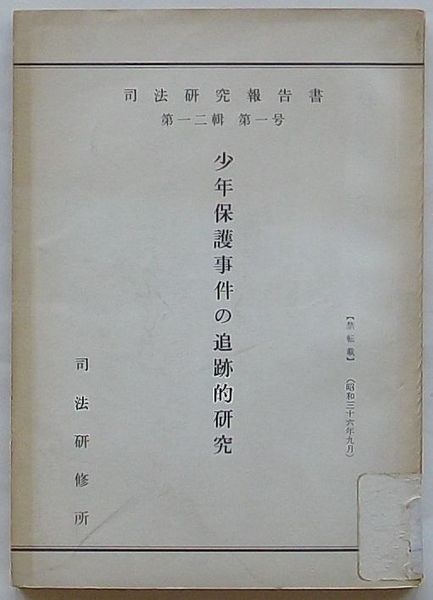 司法研究報告書
第一二輯 第一号
少年保護事件の追跡的研究
【禁転載】 (昭和三十六年九月)
司法研修所